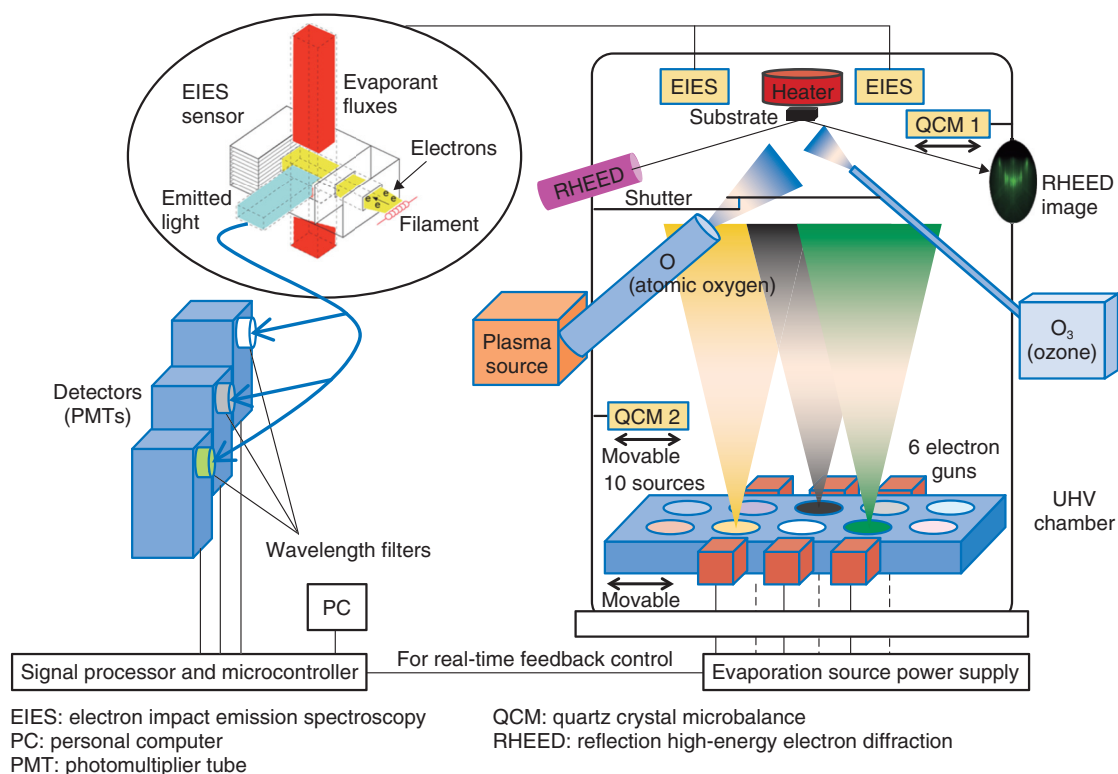 EIES
sensor
Evaporant
fluxes
Electrons
Emitted
light
Filament
EIES
Heater
EIES
Substrate
QCM 1
RHEED
RHEED
image
Shutter
O
(atomic oxygen)
Plasma
source
O3
(ozone)
Detectors
(PMTs)
QCM 2
Movable
10 sources
6 electron
guns
UHV
chamber
Wavelength filters
Movable
PC
Signal processor and microcontroller
For real-time feedback control
Evaporation source power supply
EIES: electron impact emission spectroscopy
PC: personal computer
PMT: photomultiplier tube
QCM: quartz crystal microbalance
RHEED: reflection high-energy electron diffraction